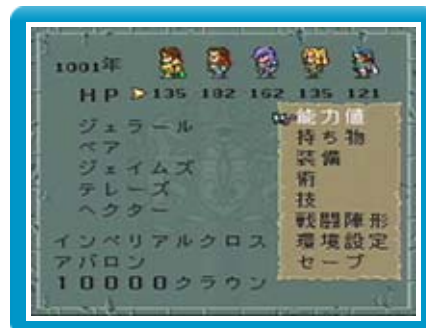 1001年
HP 135 182 162 135 121
ジェラール
ベア
ジェイムズ
テレーズ
ヘクター
インペリアルクロス
アバロン
10000クラウン
能力値
持ち物
装備
術
技
戦闘陣形
環境設定
セーブ